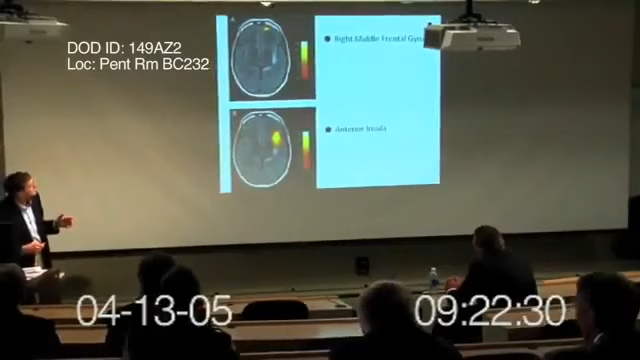 DOD ID: 149AZ2
Loc: Pent Rm BC232
A
Right Middle Frontal Gyrus
B
Anterior Insula
04-13-05
09:22:30